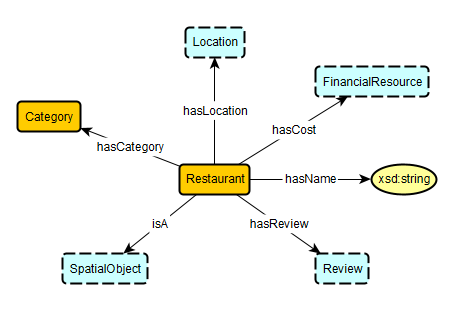 Location
FinancialResource
hasLocation
Category
hasCost
hasCategory
Restaurant
hasName
xsd:string
isA
hasReview
SpatialObject
Review